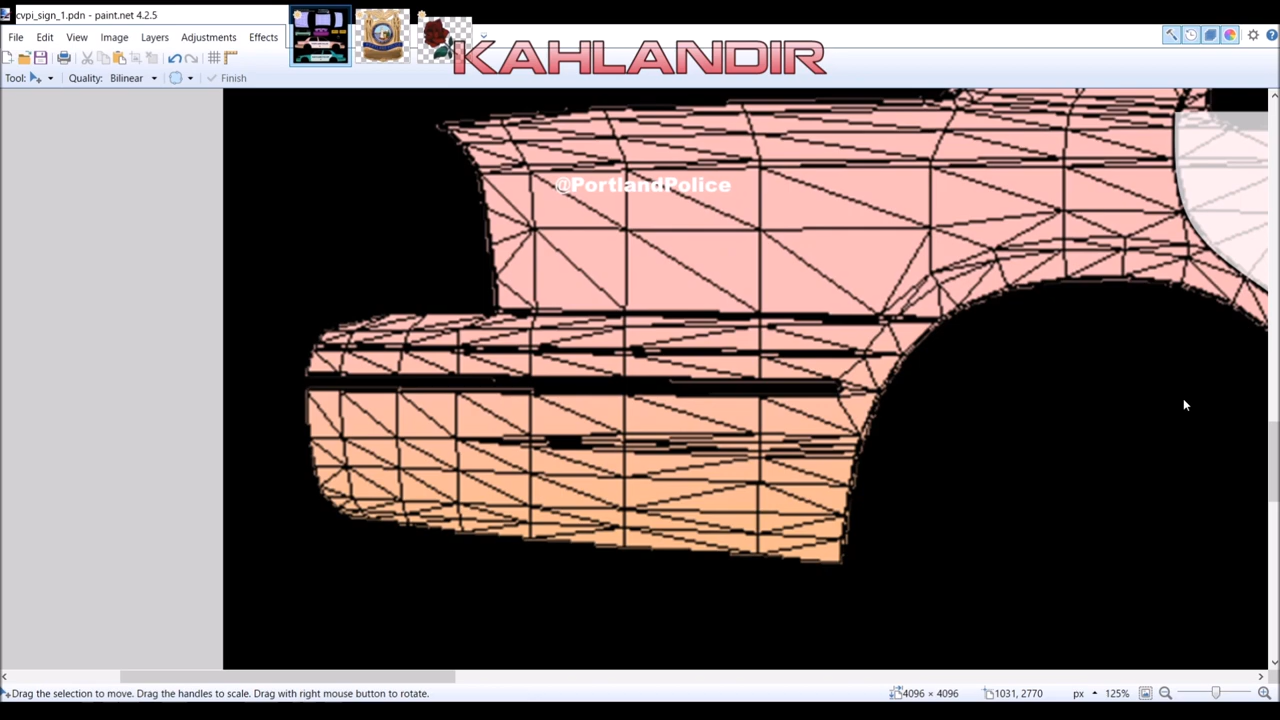 cvpi_sign_1.pdn - paint.net 4.2.5
File Edit View Image Layers Adjustments Effects
KAHLANDIR
Tool: Quality: Bilinear Finish
@PortlandPolice
Drag the selection to move. Drag the handles to scale. Drag with right mouse button to rotate. 4096 × 4096 1031, 2770 px 125%